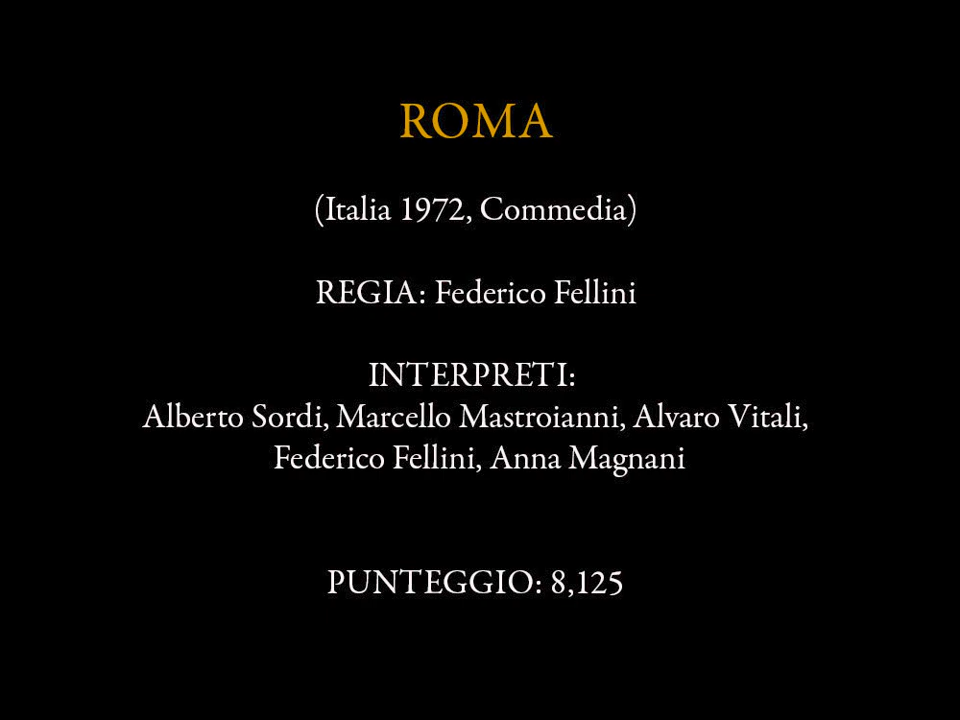 ROMA
(Italia 1972, Commedia)
REGIA: Federico Fellini
INTERPRETI:
Alberto Sordi, Marcello Mastroianni, Alvaro Vitali,
Federico Fellini, Anna Magnani
PUNTEGGIO: 8,125